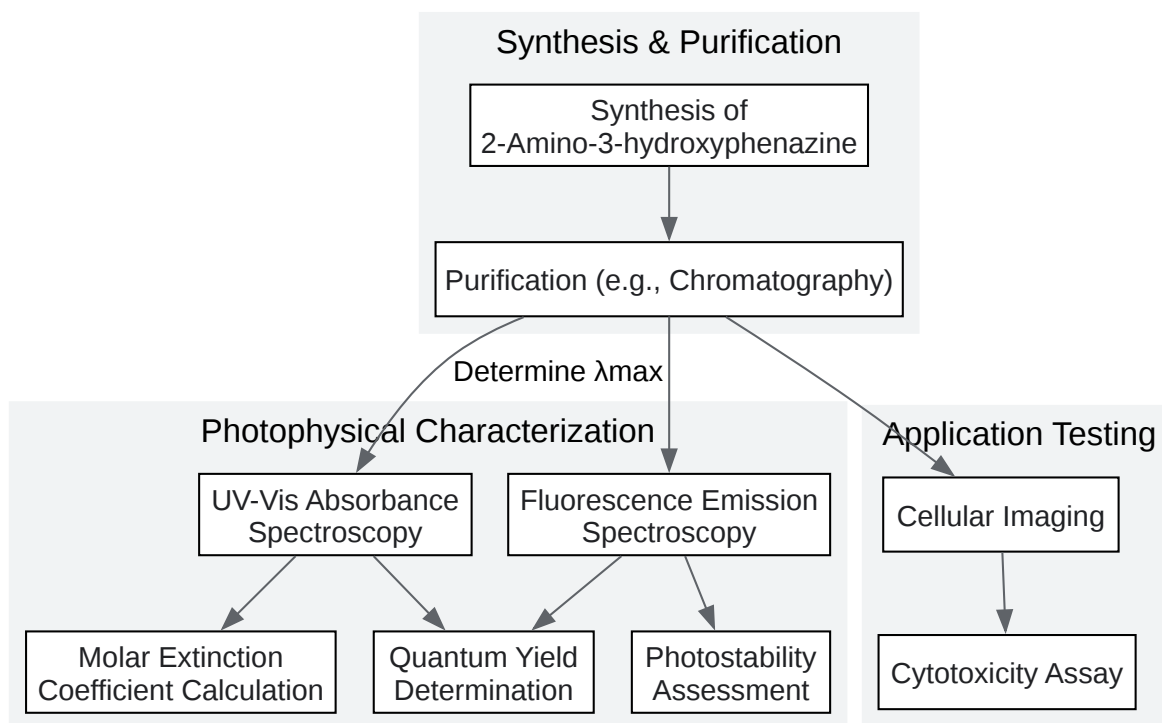 Synthesis & Purification
Synthesis of
2-Amino-3-hydroxyphenazine
Purification (e.g., Chromatography)
Determine λmax
Photophysical Characterization
UV-Vis Absorbance
Spectroscopy
Fluorescence Emission
Spectroscopy
Molar Extinction
Coefficient Calculation
Quantum Yield
Determination
Photostability
Assessment
Application Testing
Cellular Imaging
Cytotoxicity Assay